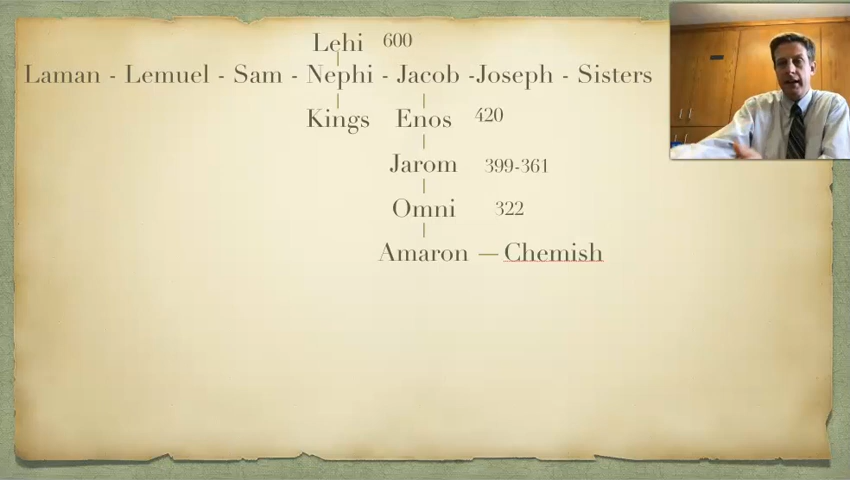 Lehi 600
Laman - Lemuel - Sam - Nephi - Jacob -Joseph - Sisters
Kings Enos 420
Jarom 399-361
Omni 322
Amaron — Chemish